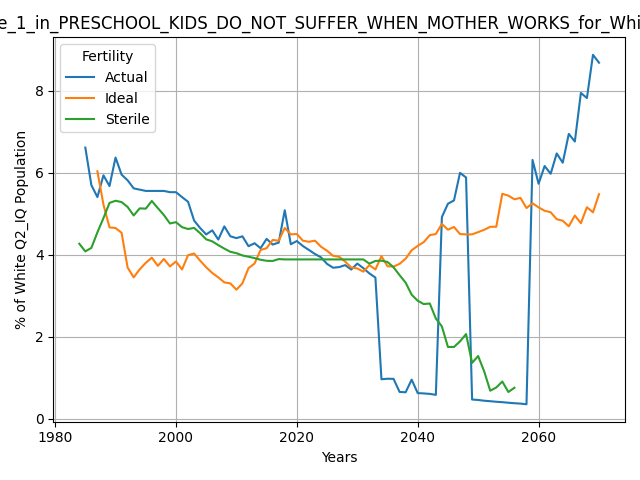 e_1_in_PRESCHOOL_KIDS_DO_NOT_SUFFER_WHEN_MOTHER_WORKS_for_Whi
Fertility
Actual
Ideal
Sterile
% of White Q2_IQ Population
8
6
4
2
0
1980
2000
2020
2040
2060
Years